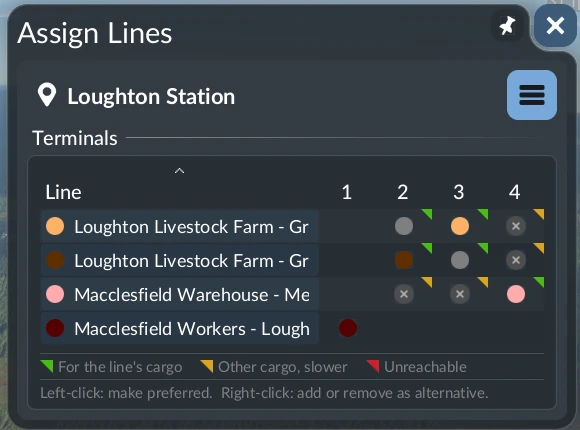 Assign Lines
Loughton Station
Terminals
Line 1 2 3 4
Loughton Livestock Farm - Gr
Loughton Livestock Farm - Gr
Macclesfield Warehouse - Me
Macclesfield Workers - Lough
For the line's cargo Other cargo, slower Unreachable
Left-click: make preferred. Right-click: add or remove as alternative.